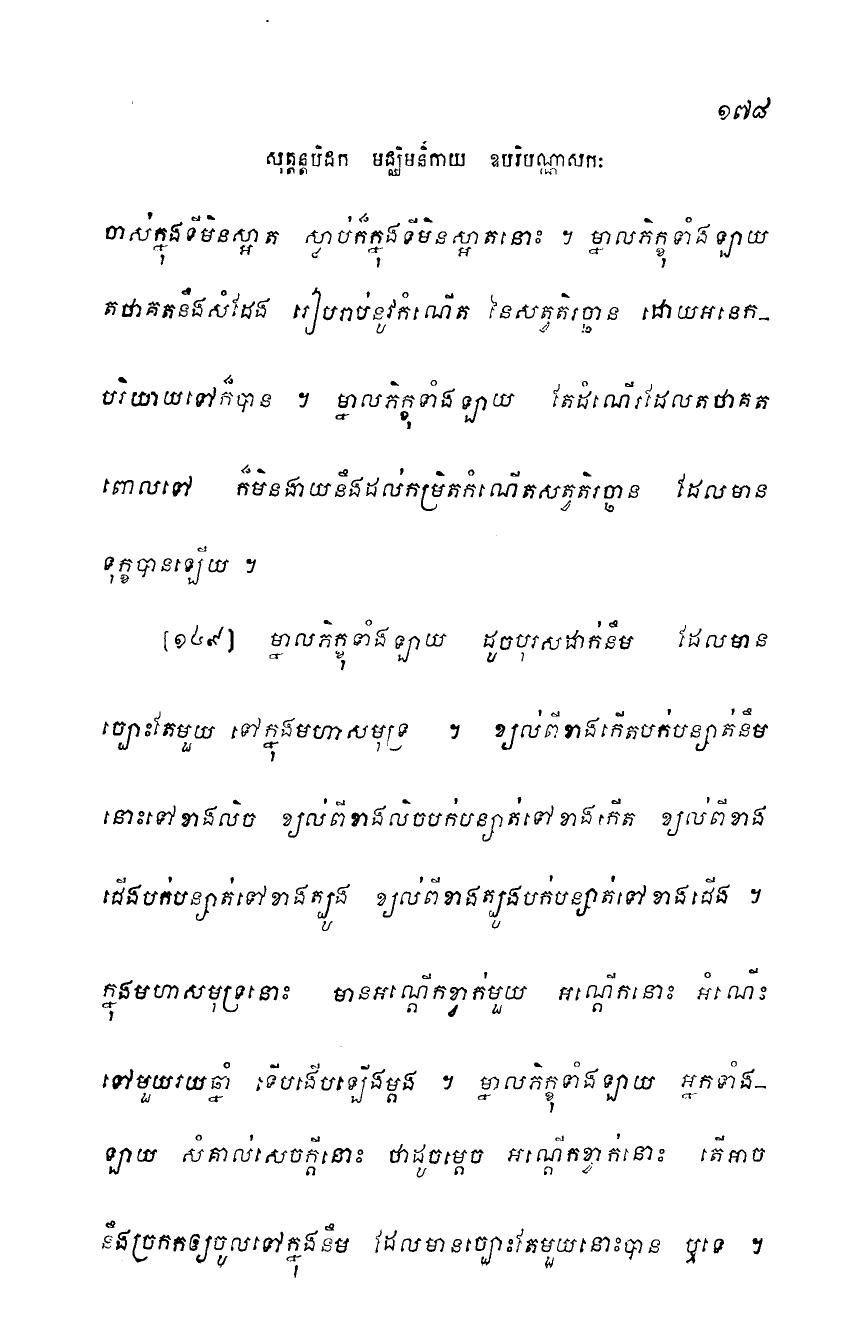 ១៧៨
សុត្តន្តបិដក មជ្ឈិមនិកាយ ឧបរិបណ្ណាសកៈ
ចាស់ក្នុងទីមិនស្អាត ស្លាប់ក៏ក្នុងទីមិនស្អាតនោះ ។ ម្នាលភិក្ខុទាំងឡាយ
តថាគតនឹងសំដែង រៀបរាប់នូវកំណើត នៃសត្វតិរច្ឆាន ដោយអនេក-
បរិយាយទៅក៏បាន ។ ម្នាលភិក្ខុទាំងឡាយ តែដំណើរដែលតថាគត
ពោលទៅ ក៏មិនងាយនឹងដល់កម្រិតកំណើតសត្វតិរច្ឆាន ដែលមាន
ទុក្ខបានឡើយ ។
[១៤៩] ម្នាលភិក្ខុទាំងឡាយ ដូចបុរសដាក់នឹម ដែលមាន
ច្បោះតែមួយ ទៅក្នុងមហាសមុទ្រ ។ ខ្យល់ពីខាងកើតបក់បន្សាត់នឹម
នោះទៅខាងលិច ខ្យល់ពីខាងលិចបក់បន្សាត់ទៅខាងកើត ខ្យល់ពីខាង
ជើងបក់បន្សាត់ទៅខាងត្បូង ខ្យល់ពីខាងត្បូងបក់បន្សាត់ទៅខាងជើង ។
ក្នុងមហាសមុទ្រនោះ មានអណ្តើកខ្វាក់មួយ អណ្តើកនោះ អំណើះ
ទៅមួយរយឆ្នាំ ទើបងើបឡើងម្តង ។ ម្នាលភិក្ខុទាំងឡាយ អ្នកទាំង-
ឡាយ សំគាល់សេចក្តីនោះ ថាដូចម្តេច អណ្តើកខ្វាក់នោះ តើអាច
នឹងច្រកកឲ្យចូលទៅក្នុងនឹម ដែលមានច្បោះតែមួយនោះបាន ឬទេ ។